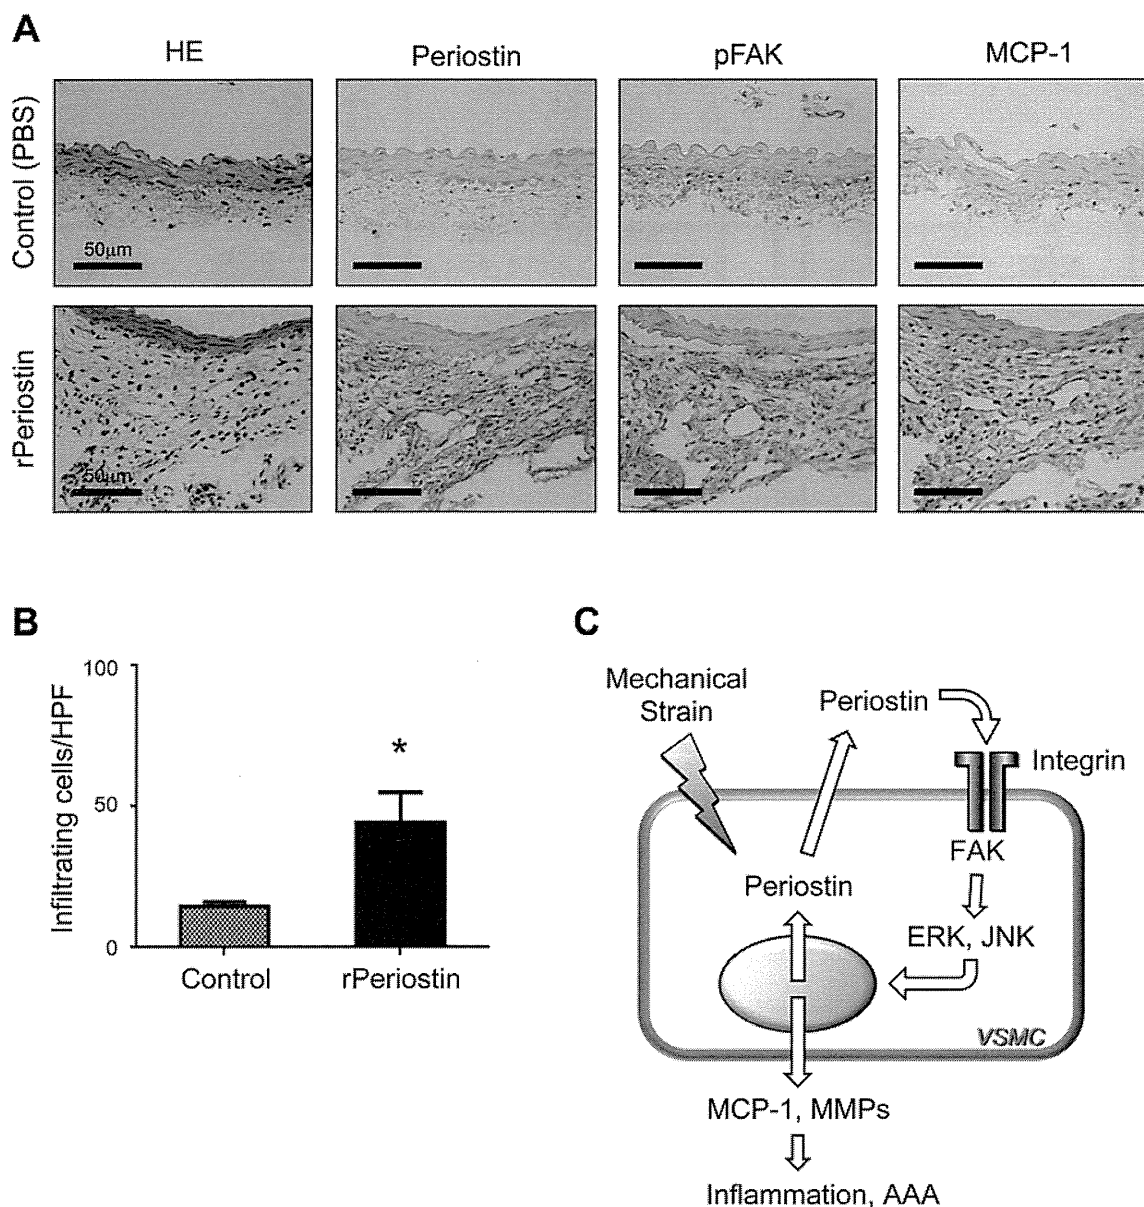 A
HE
Periostin
pFAK
MCP-1
Control (PBS)
50μm
rPeriostin
50μm
B
Infiltrating cells/HPF
100
50
0
*
Control
rPeriostin
C
Mechanical
Strain
Periostin
Integrin
FAK
Periostin
ERK, JNK
VSMC
MCP-1, MMPs
Inflammation, AAA